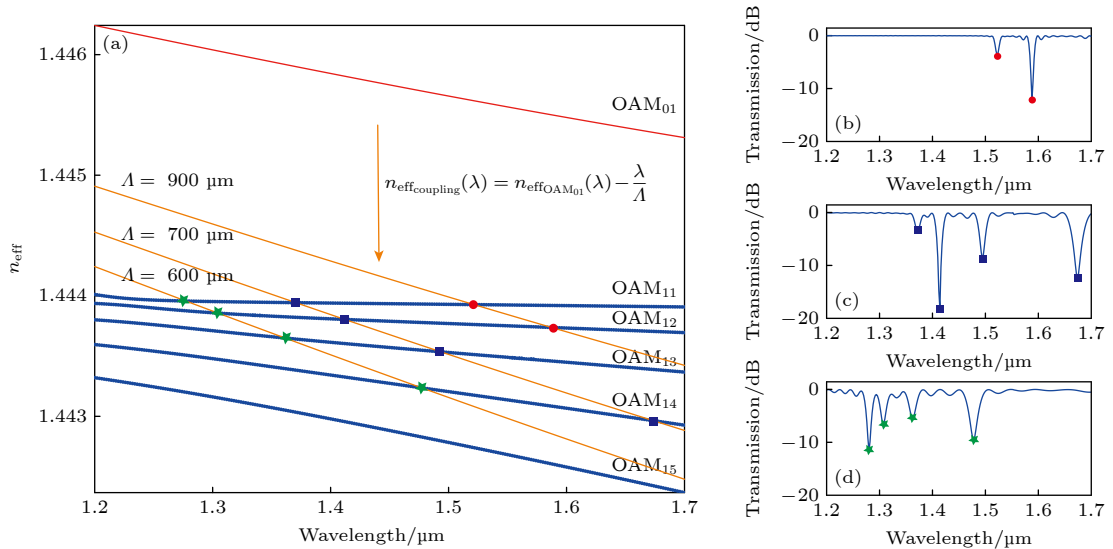 (a)
1.446
1.445
1.444
1.443
n_eff
OAM₀₁
Λ = 900 µm
Λ = 700 µm
Λ = 600 µm
n_{eff_coupling}(λ) = n_{eff_OAM₀₁}(λ) − λ/Λ
OAM₁₁
OAM₁₂
OAM₁₃
OAM₁₄
OAM₁₅
1.2 1.3 1.4 1.5 1.6 1.7
Wavelength/µm
Transmission/dB
0
−10
−20
(b)
1.2 1.3 1.4 1.5 1.6 1.7
Wavelength/µm
Transmission/dB
0
−10
−20
(c)
1.2 1.3 1.4 1.5 1.6 1.7
Wavelength/µm
Transmission/dB
0
−10
−20
(d)
1.2 1.3 1.4 1.5 1.6 1.7
Wavelength/µm